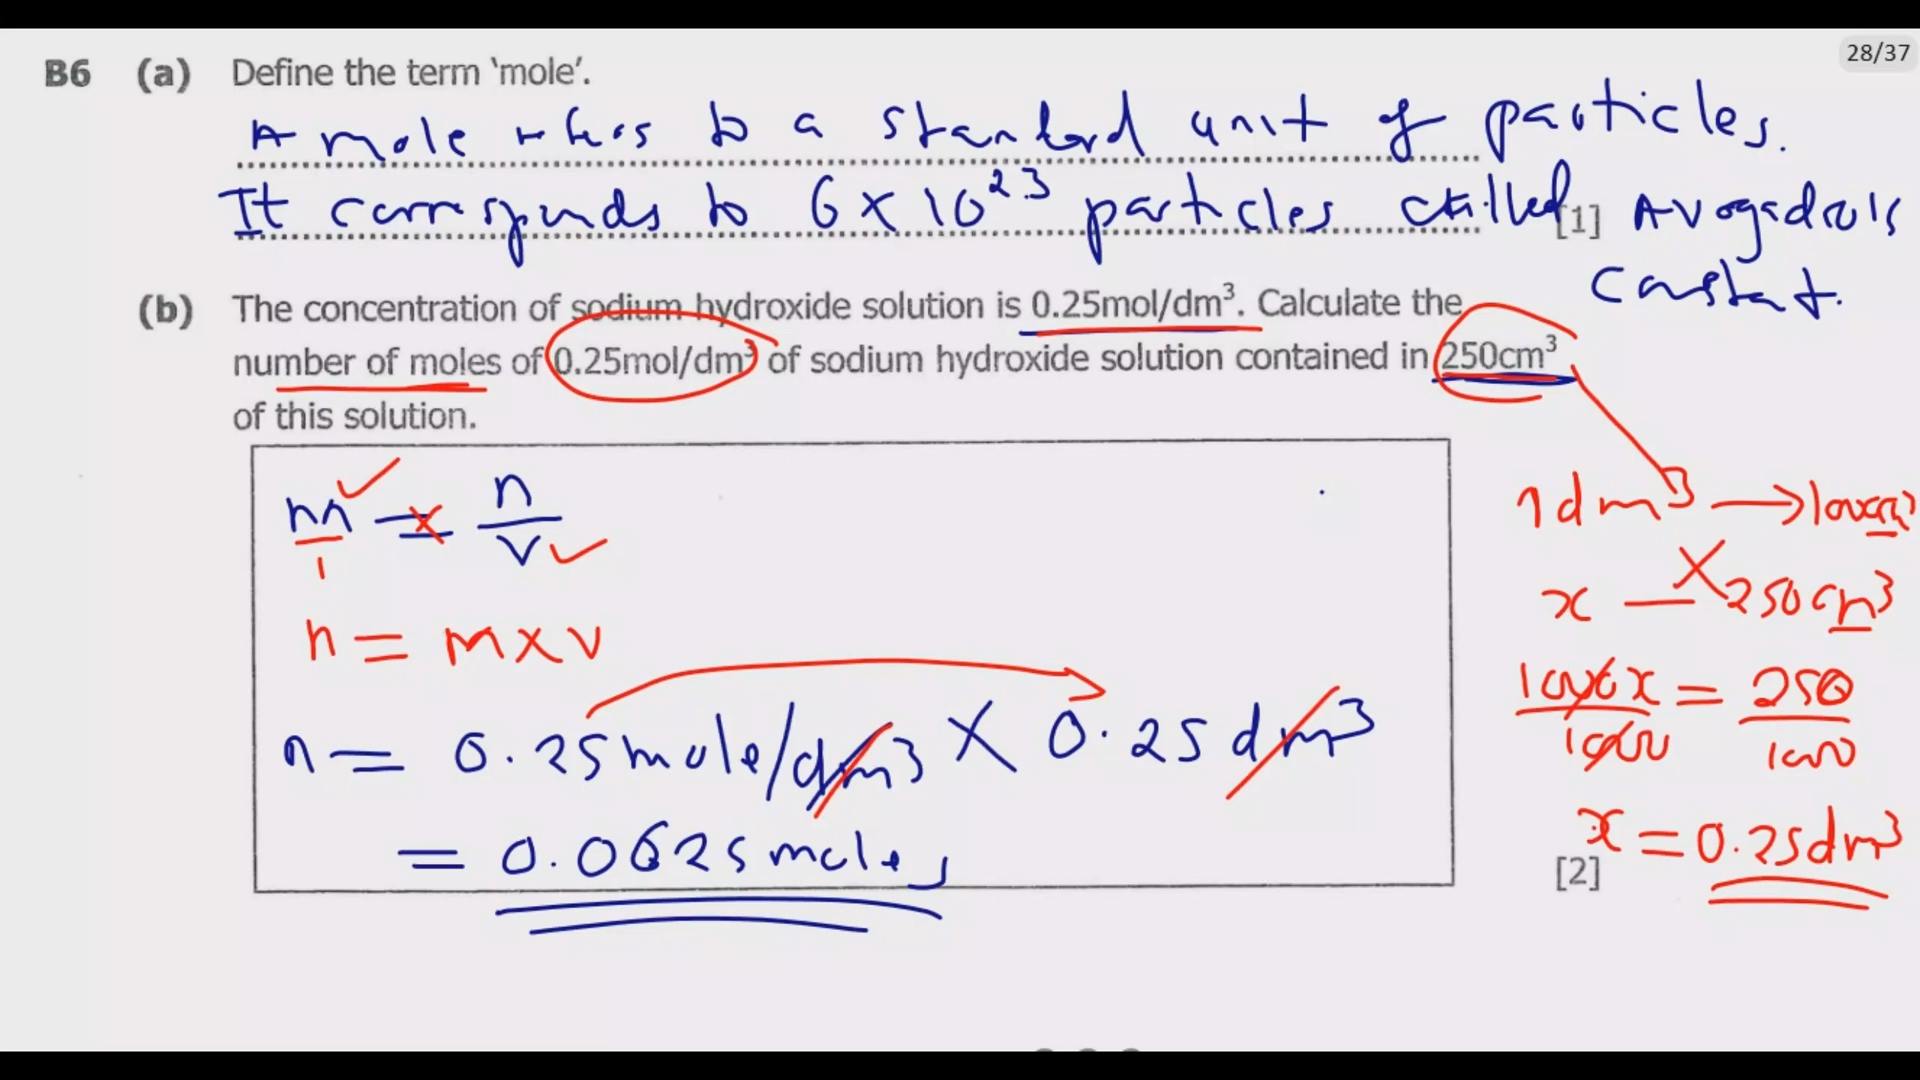 28/37
B6 (a) Define the term ‘mole’.
A mole refers to a standard unit of particles.
It corresponds to 6 x 10²³ particles called [1] Avogadro's
constant.
(b) The concentration of sodium hydroxide solution is 0.25mol/dm³. Calculate the
number of moles of 0.25mol/dm³ of sodium hydroxide solution contained in 250cm³
of this solution.
m/1 = n/v
n = m x v
n = 0.25 mole/dm³ x 0.25 dm³
= 0.0625 moles
1dm³ → 1000cm³
x — 250cm³
1000x/1000 = 250/1000
x = 0.25dm³
[2]